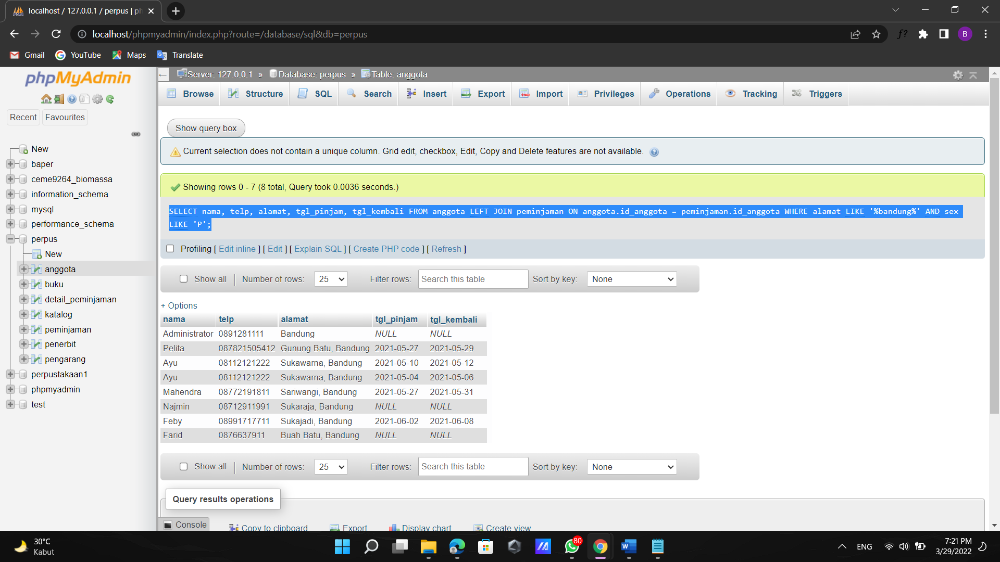 localhost / 127.0.0.1 / perpus | ph
localhost/phpmyadmin/index.php?route=/database/sql&db=perpus
f?
B
Gmail YouTube Maps Translate
phpMyAdmin
Recent Favourites
New
baper
ceme9264_biomassa
information_schema
mysql
performance_schema
perpus
New
anggota
buku
detail_peminjaman
katalog
peminjaman
penerbit
pengarang
perpustakaan1
phpmyadmin
test
Server: 127.0.0.1 » Database: perpus » Table: anggota
Browse Structure SQL Search Insert Export Import Privileges Operations Tracking Triggers
Show query box
Current selection does not contain a unique column. Grid edit, checkbox, Edit, Copy and Delete features are not available.
Showing rows 0 - 7 (8 total, Query took 0.0036 seconds.)
SELECT nama, telp, alamat, tgl_pinjam, tgl_kembali FROM anggota LEFT JOIN peminjaman ON anggota.id_anggota = peminjaman.id_anggota WHERE alamat LIKE '%bandung%' AND sex
LIKE 'P';
Profiling [ Edit inline ] [ Edit ] [ Explain SQL ] [ Create PHP code ] [ Refresh ]
Show all | Number of rows: 25 Filter rows: Search this table Sort by key: None
+ Options
nama telp alamat tgl_pinjam tgl_kembali
Administrator 0891281111 Bandung NULL NULL
Pelita 087821505412 Gunung Batu, Bandung 2021-05-27 2021-05-29
Ayu 08112121222 Sukawarna, Bandung 2021-05-10 2021-05-12
Ayu 08112121222 Sukawarna, Bandung 2021-05-04 2021-05-06
Mahendra 08772191811 Sariwangi, Bandung 2021-05-27 2021-05-31
Najmin 08712911991 Sukaraja, Bandung NULL NULL
Feby 08991717711 Sukajadi, Bandung 2021-06-02 2021-06-08
Farid 0876637911 Buah Batu, Bandung NULL NULL
Show all | Number of rows: 25 Filter rows: Search this table Sort by key: None
Query results operations
Console
Copy to clipboard Export Display chart Create view
30°C
Kabut
80
ENG
7:21 PM
3/29/2022